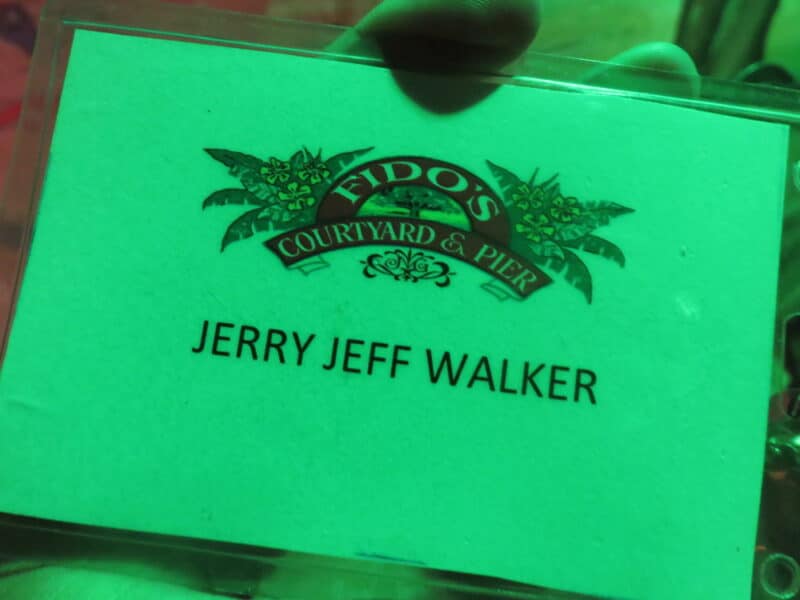 FIDO'S
COURTYARD & PIER
JERRY JEFF WALKER